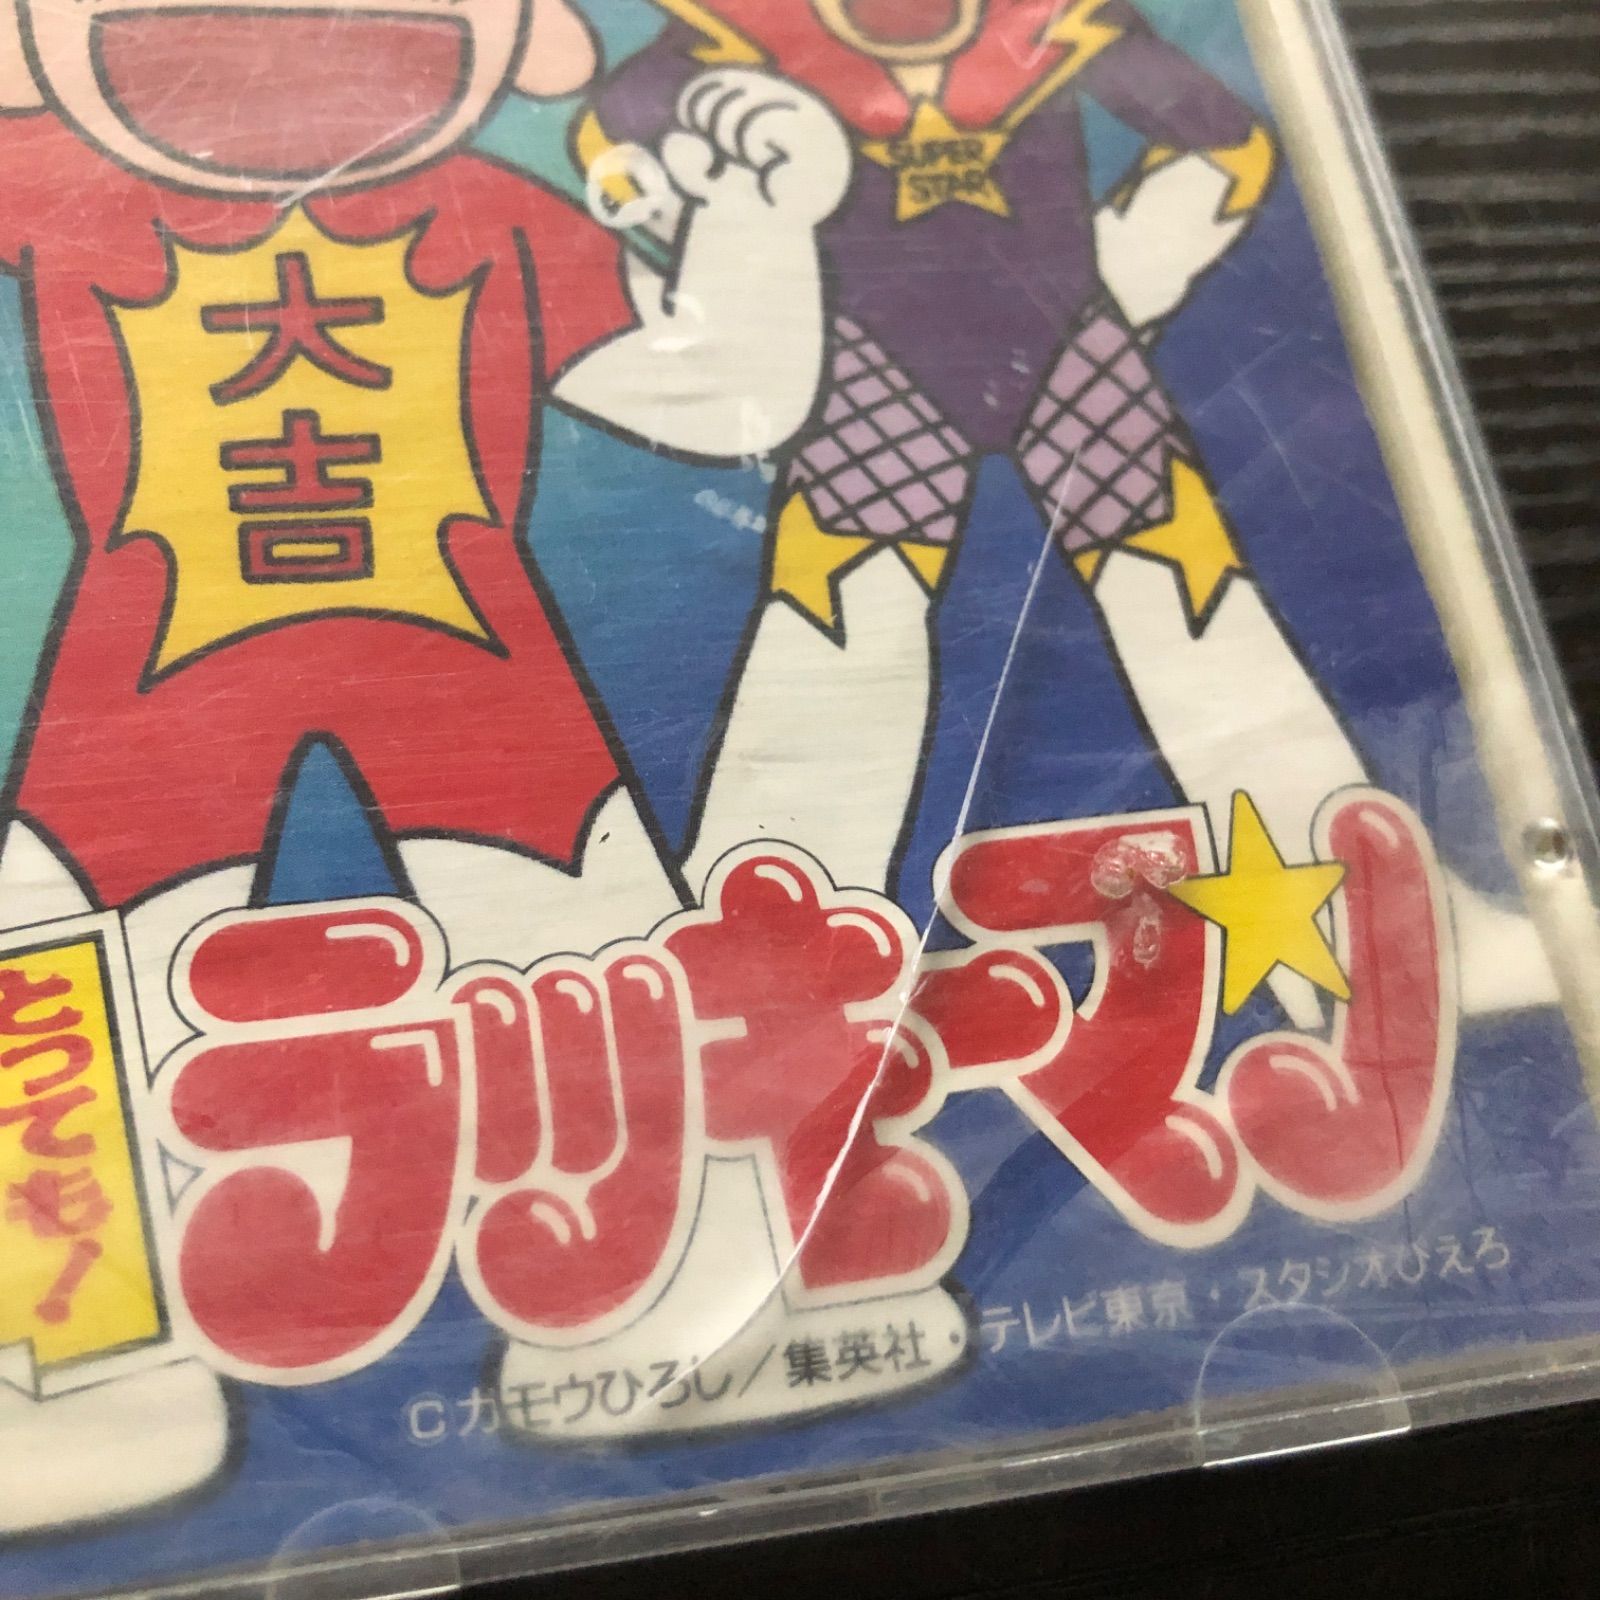 SUPER
STAR
大
吉
とっても!
ラッキーマン
©カモウひろし/集英社・テレビ東京・スタジオぴえろ